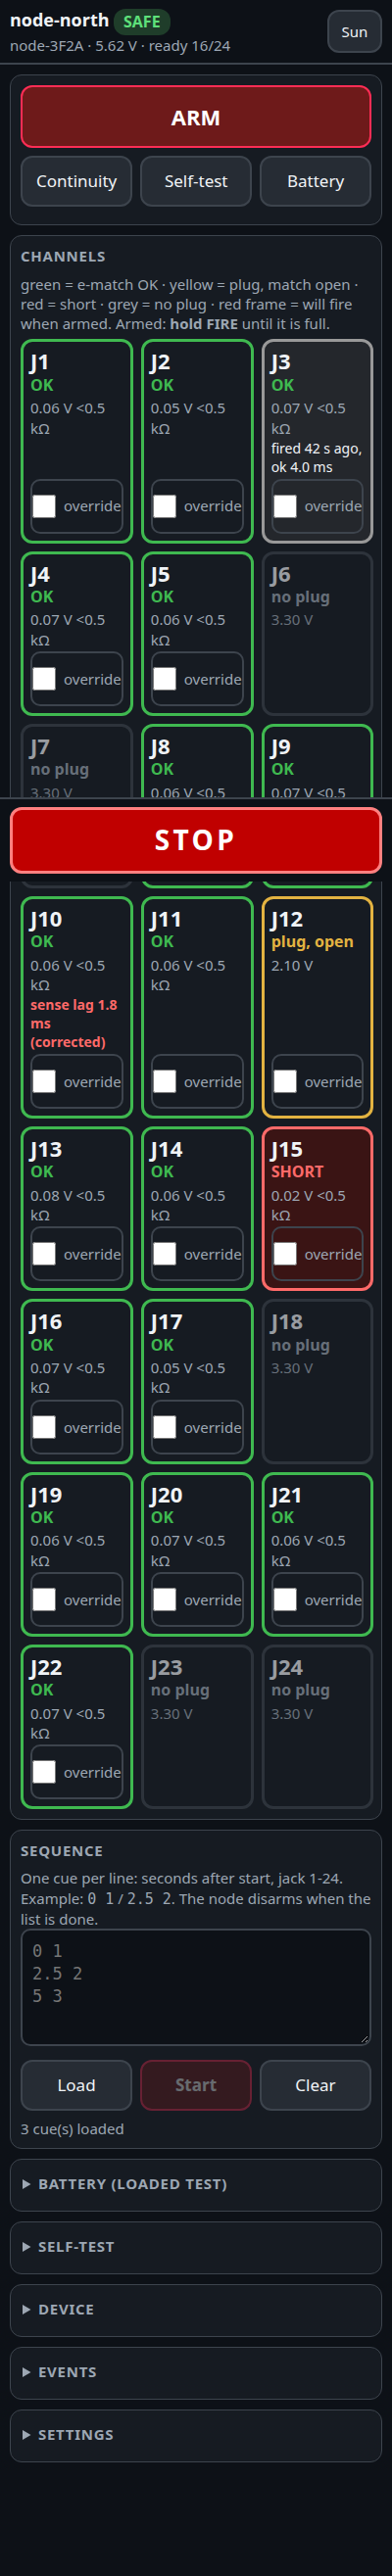 node-north SAFE
node-3F2A · 5.62 V · ready 16/24
Sun
ARM
Continuity
Self-test
Battery
CHANNELS
green = e-match OK · yellow = plug, match open ·
red = short · grey = no plug · red frame = will fire
when armed. Armed: hold FIRE until it is full.
J1
OK
0.06 V <0.5
kΩ
override
J2
OK
0.05 V <0.5
kΩ
override
J3
OK
0.07 V <0.5
kΩ
fired 42 s ago,
ok 4.0 ms
override
J4
OK
0.07 V <0.5
kΩ
override
J5
OK
0.06 V <0.5
kΩ
override
J6
no plug
3.30 V
J7
no plug
3.30 V
J8
OK
0.06 V <0.5
J9
OK
0.07 V <0.5
STOP
J10
OK
0.06 V <0.5
kΩ
sense lag 1.8
ms
(corrected)
override
J11
OK
0.06 V <0.5
kΩ
override
J12
plug, open
2.10 V
override
J13
OK
0.08 V <0.5
kΩ
override
J14
OK
0.06 V <0.5
kΩ
override
J15
SHORT
0.02 V <0.5
kΩ
override
J16
OK
0.07 V <0.5
kΩ
override
J17
OK
0.05 V <0.5
kΩ
override
J18
no plug
3.30 V
J19
OK
0.06 V <0.5
kΩ
override
J20
OK
0.07 V <0.5
kΩ
override
J21
OK
0.06 V <0.5
kΩ
override
J22
OK
0.07 V <0.5
kΩ
override
J23
no plug
3.30 V
J24
no plug
3.30 V
SEQUENCE
One cue per line: seconds after start, jack 1-24.
Example: 0 1 / 2.5 2. The node disarms when the
list is done.
0 1
2.5 2
5 3
Load
Start
Clear
3 cue(s) loaded
BATTERY (LOADED TEST)
SELF-TEST
DEVICE
EVENTS
SETTINGS